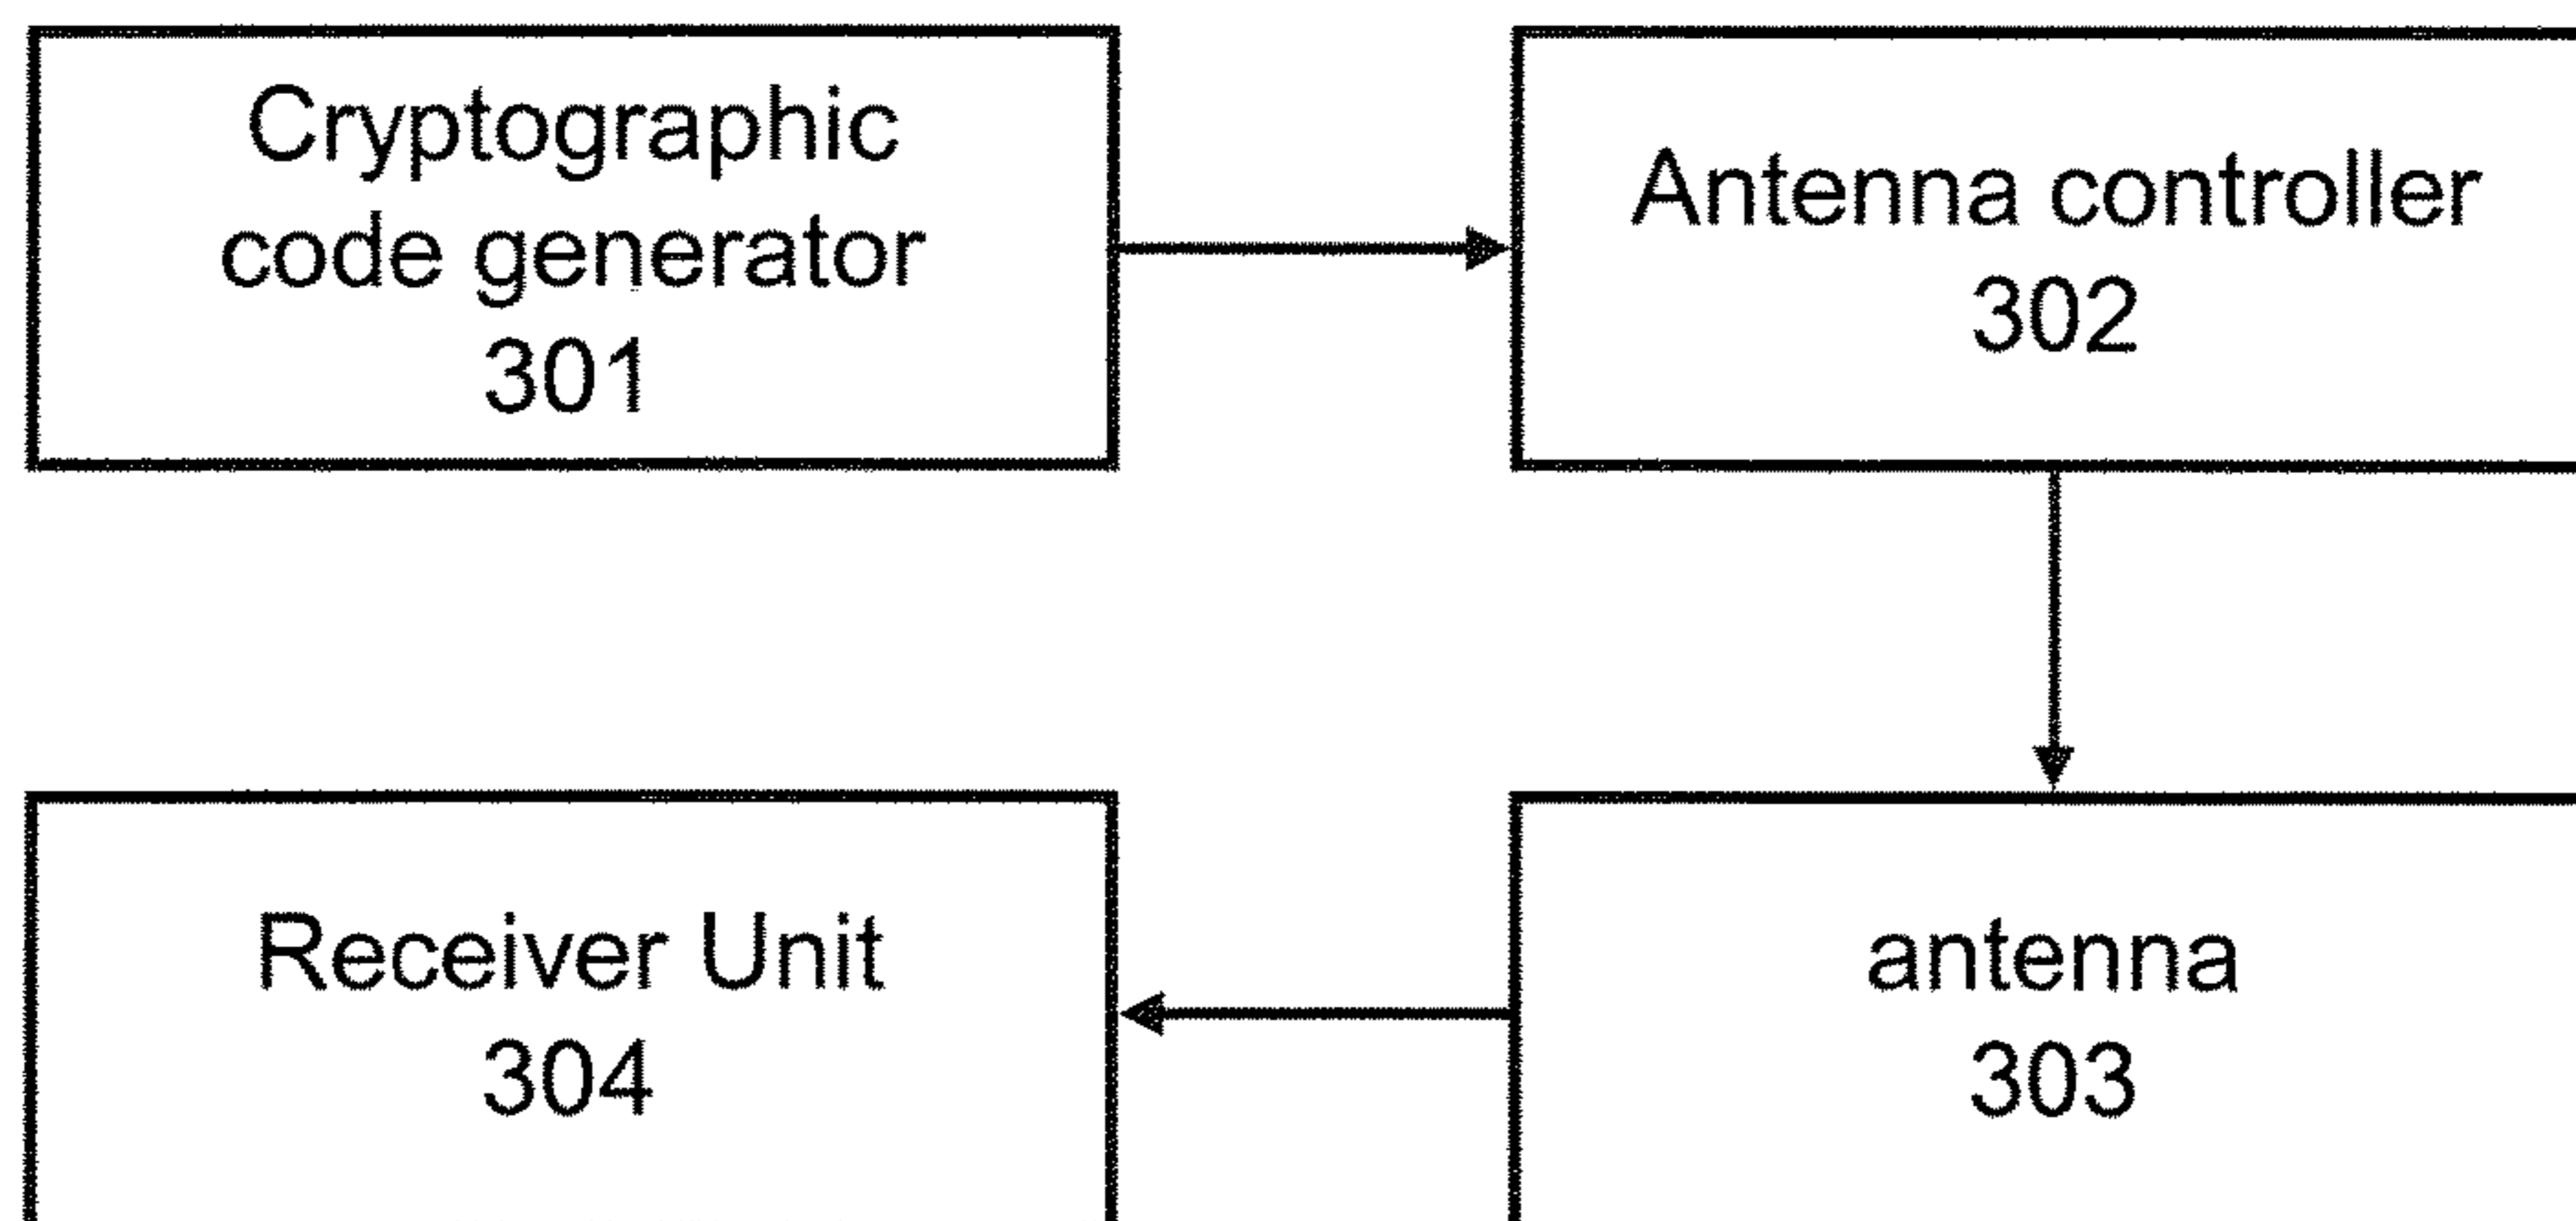 Cryptographic
code generator
301
Antenna controller
302
Receiver Unit
304
antenna
303